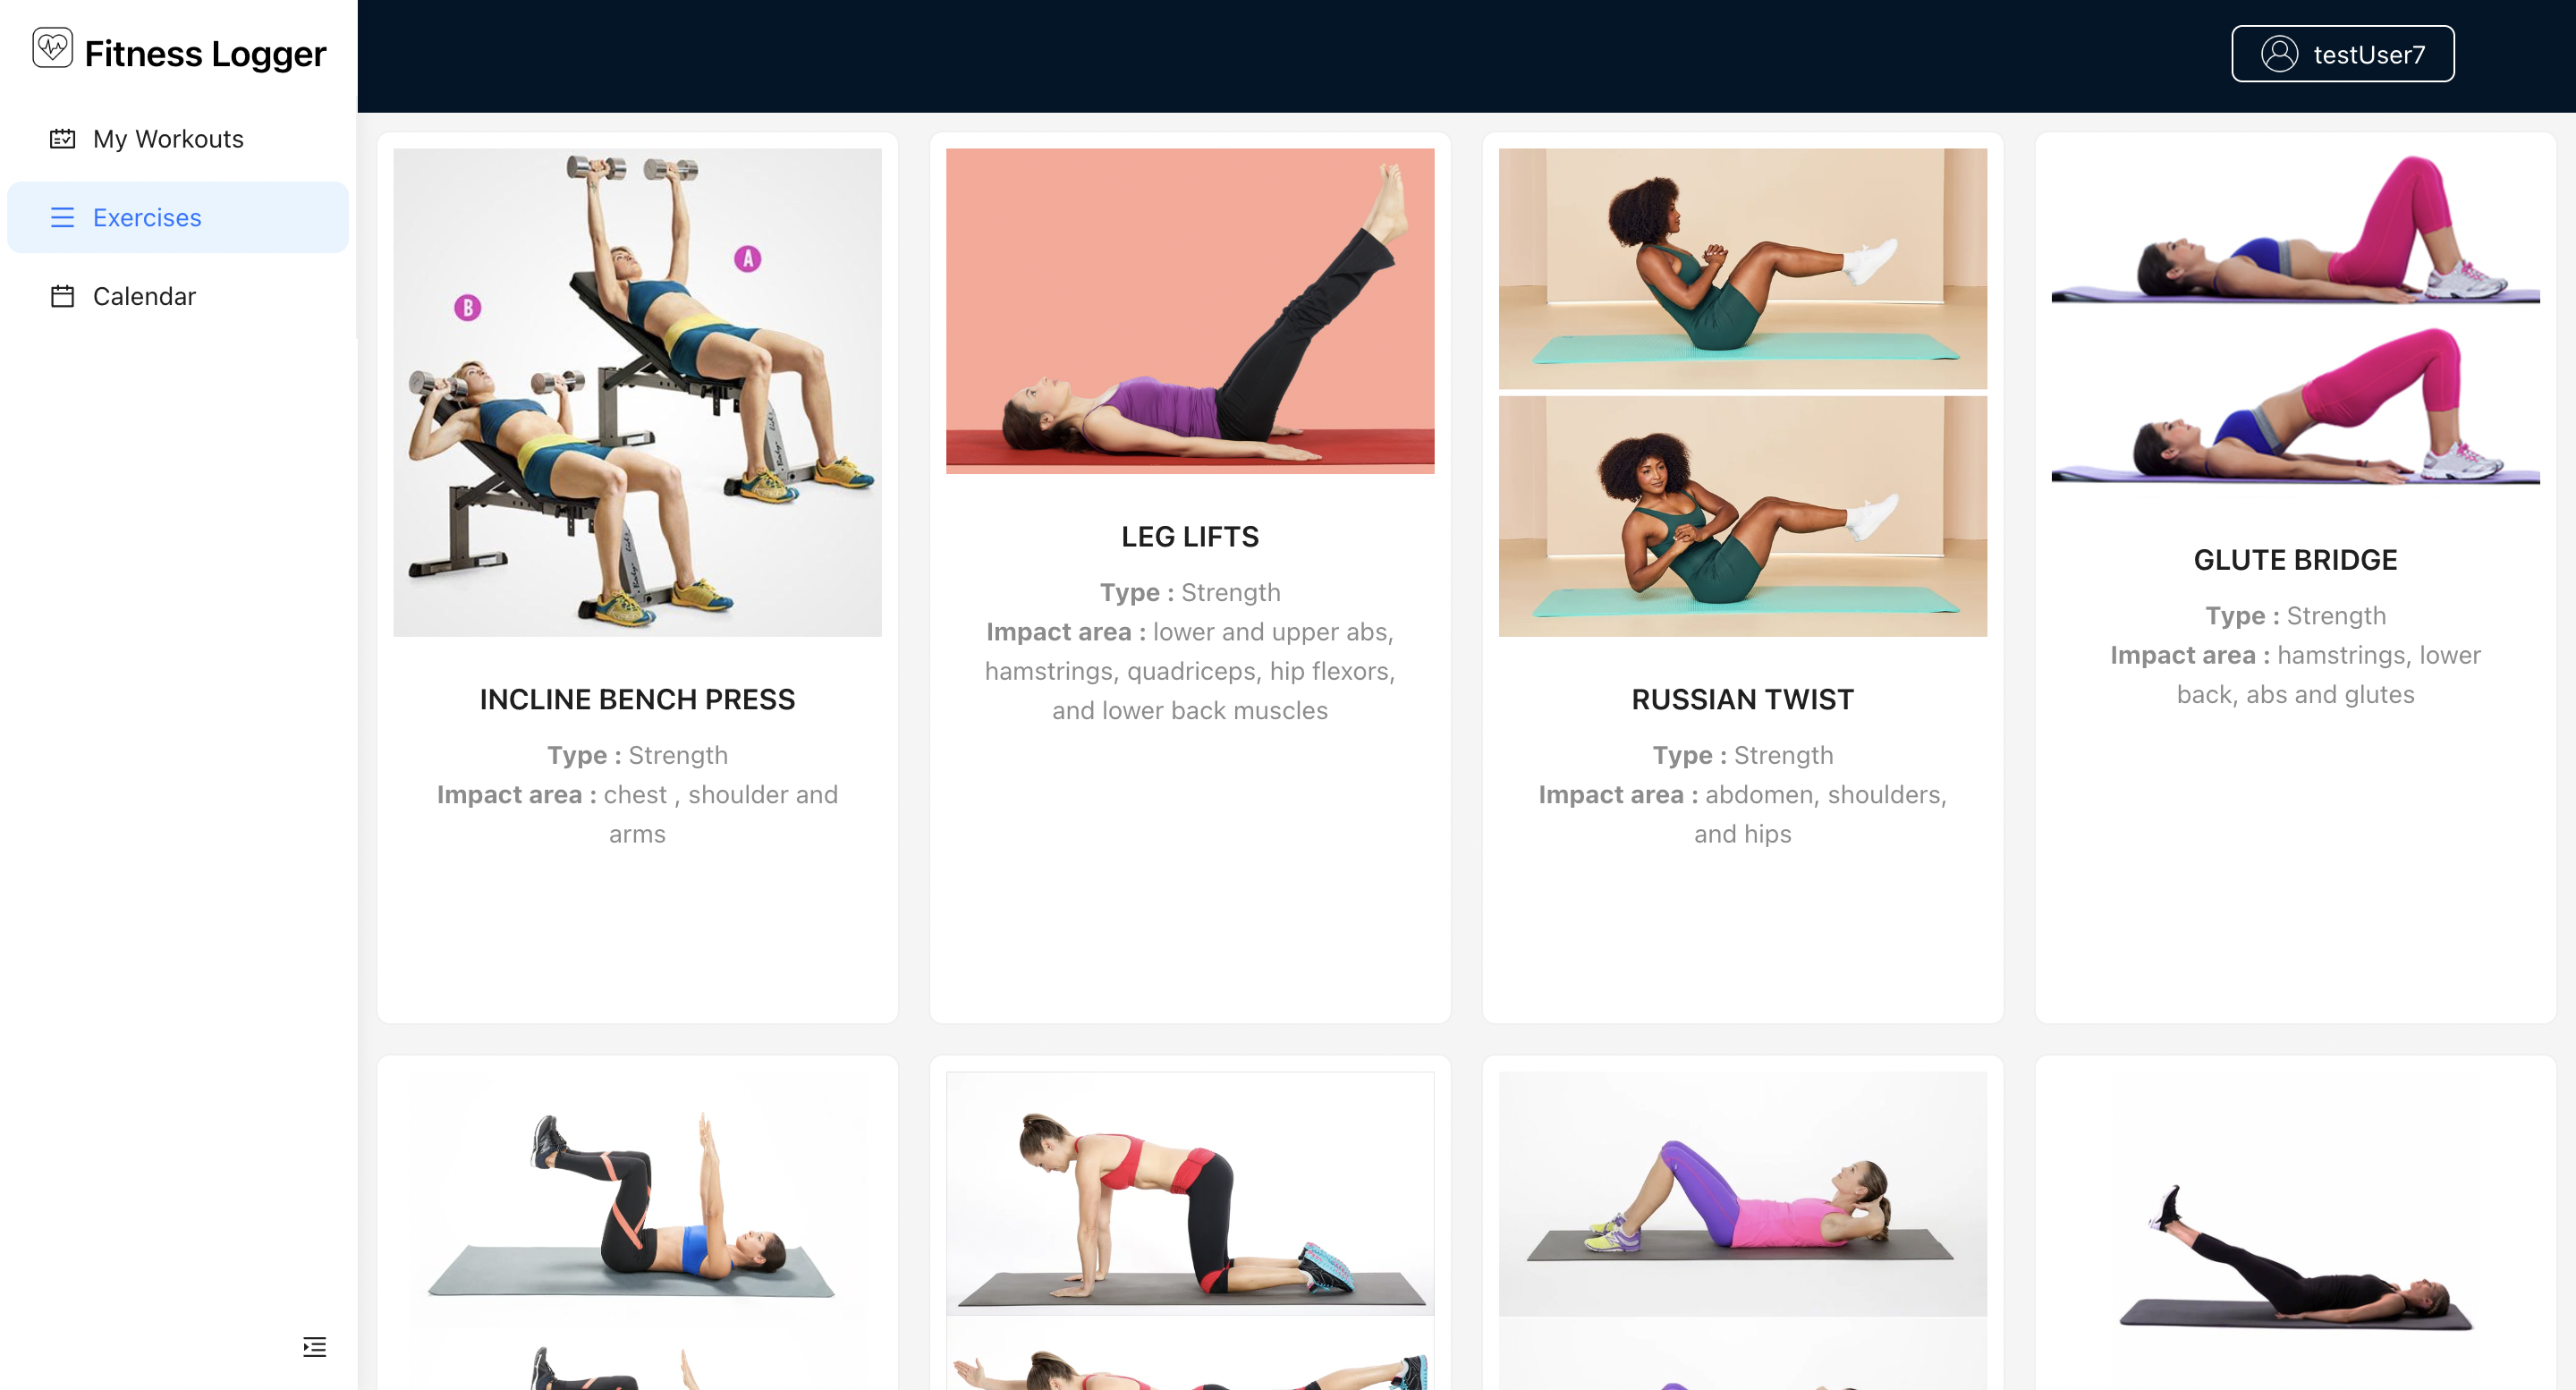 Fitness Logger
testUser7
My Workouts
Exercises
Calendar
A
B
INCLINE BENCH PRESS
Type : Strength
Impact area : chest , shoulder and
arms
LEG LIFTS
Type : Strength
Impact area : lower and upper abs,
hamstrings, quadriceps, hip flexors,
and lower back muscles
RUSSIAN TWIST
Type : Strength
Impact area : abdomen, shoulders,
and hips
GLUTE BRIDGE
Type : Strength
Impact area : hamstrings, lower
back, abs and glutes